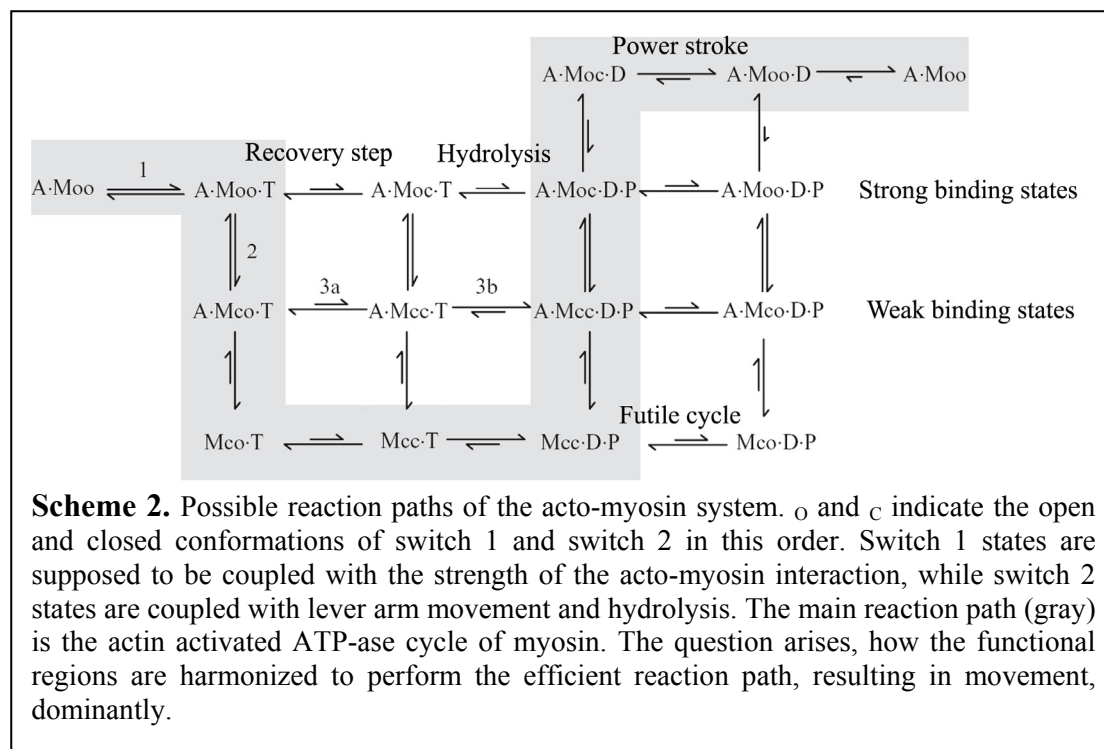 Power stroke
A·Moc·D A·Moo·D A·Moo
Recovery step Hydrolysis
1
A·Moo A·Moo·T A·Moc·T A·Moc·D·P A·Moo·D·P Strong binding states
2
3a 3b
A·Mco·T A·Mcc·T A·Mcc·D·P A·Mco·D·P Weak binding states
Futile cycle
Mco·T Mcc·T Mcc·D·P Mco·D·P
Scheme 2. Possible reaction paths of the acto-myosin system. O and C indicate the open
and closed conformations of switch 1 and switch 2 in this order. Switch 1 states are
supposed to be coupled with the strength of the acto-myosin interaction, while switch 2
states are coupled with lever arm movement and hydrolysis. The main reaction path (gray)
is the actin activated ATP-ase cycle of myosin. The question arises, how the functional
regions are harmonized to perform the efficient reaction path, resulting in movement,
dominantly.